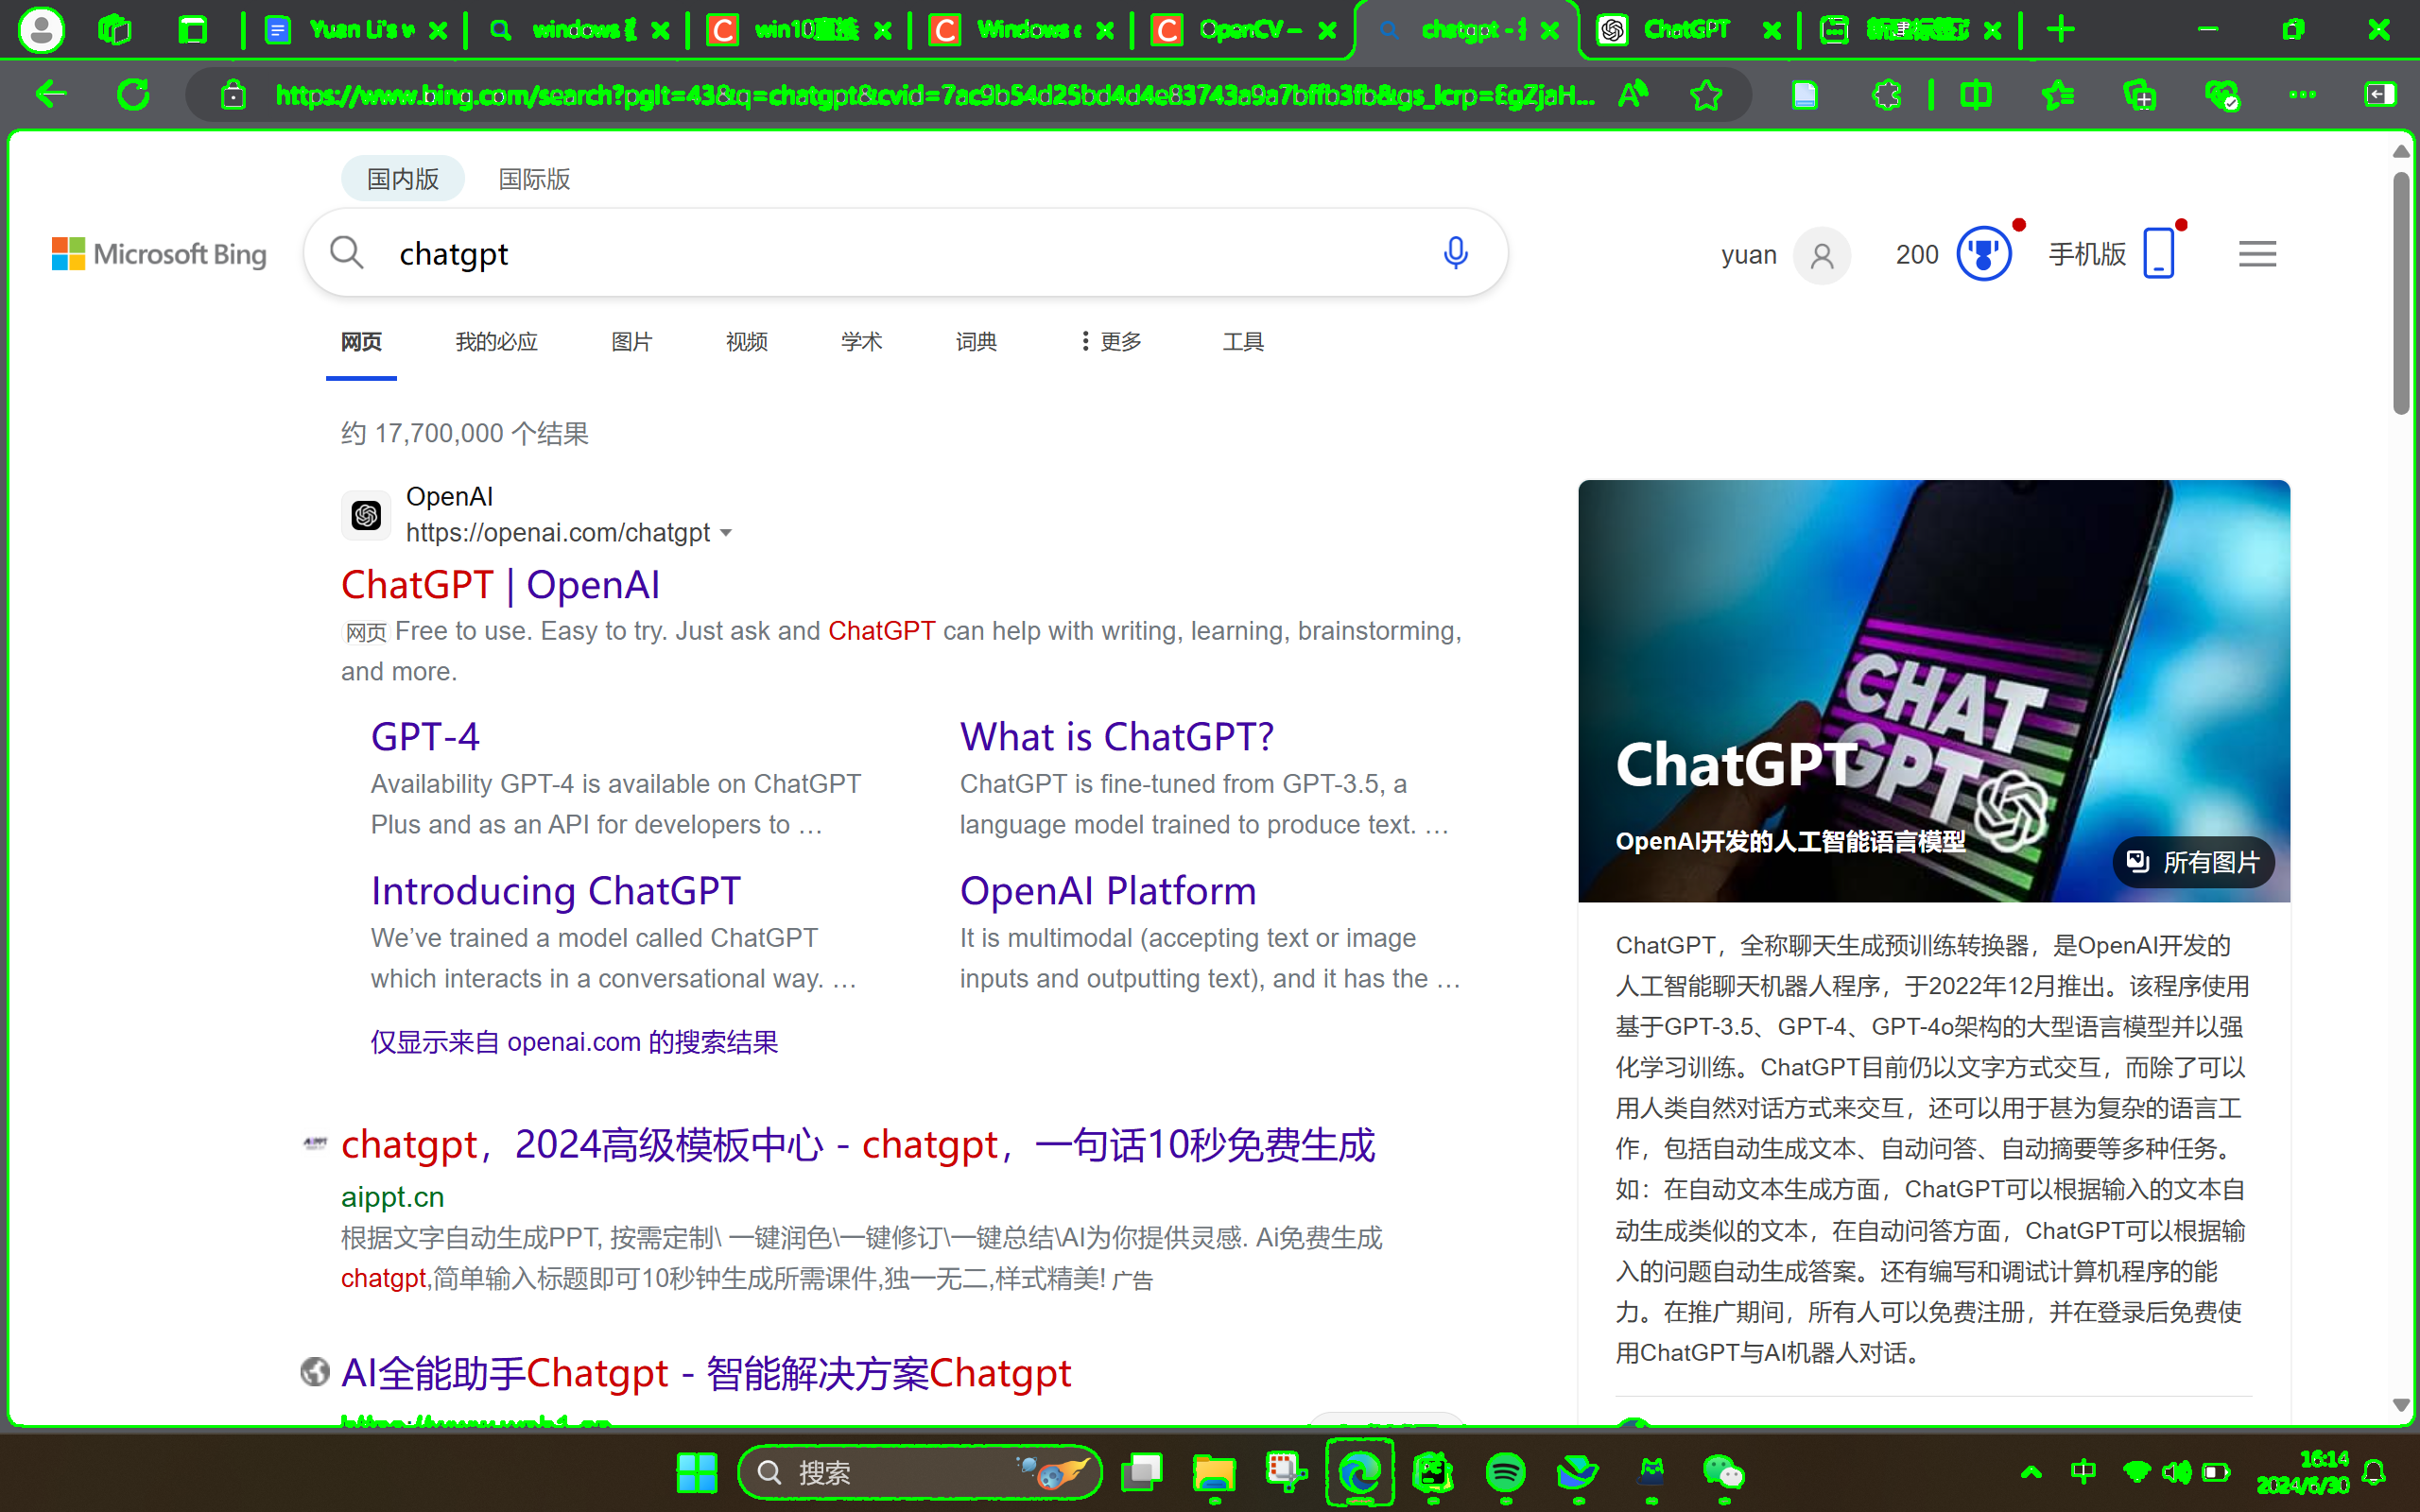 Yuan Li's
windows
win10
Windows
OpenCV —
chatgpt -
ChatGPT
https://www.bing.com/search?pglt=43&q=chatgpt&cvid=7ac9b54d25bd4d4e83743a9a7bffb3fb&gs_lcrp=EgZjaH...
国内版 国际版
Microsoft Bing
chatgpt
yuan
200
手机版
网页 我的必应 图片 视频 学术 词典 更多 工具
约 17,700,000 个结果
OpenAI
https://openai.com/chatgpt
ChatGPT | OpenAI
网页 Free to use. Easy to try. Just ask and ChatGPT can help with writing, learning, brainstorming,
and more.
GPT-4
Availability GPT-4 is available on ChatGPT
Plus and as an API for developers to …
What is ChatGPT?
ChatGPT is fine-tuned from GPT-3.5, a
language model trained to produce text. …
Introducing ChatGPT
We’ve trained a model called ChatGPT
which interacts in a conversational way. …
OpenAI Platform
It is multimodal (accepting text or image
inputs and outputting text), and it has the …
仅显示来自 openai.com 的搜索结果
chatgpt，2024高级模板中心 - chatgpt，一句话10秒免费生成
aippt.cn
根据文字自动生成PPT, 按需定制\ 一键润色\一键修订\一键总结\AI为你提供灵感. Ai免费生成
chatgpt,简单输入标题即可10秒钟生成所需课件,独一无二,样式精美! 广告
AI全能助手Chatgpt - 智能解决方案Chatgpt
CHAT
GPT
ChatGPT
OpenAI开发的人工智能语言模型
所有图片
ChatGPT，全称聊天生成预训练转换器，是OpenAI开发的
人工智能聊天机器人程序，于2022年12月推出。该程序使用
基于GPT-3.5、GPT-4、GPT-4o架构的大型语言模型并以强
化学习训练。ChatGPT目前仍以文字方式交互，而除了可以
用人类自然对话方式来交互，还可以用于甚为复杂的语言工
作，包括自动生成文本、自动问答、自动摘要等多种任务。
如：在自动文本生成方面，ChatGPT可以根据输入的文本自
动生成类似的文本，在自动问答方面，ChatGPT可以根据输
入的问题自动生成答案。还有编写和调试计算机程序的能
力。在推广期间，所有人可以免费注册，并在登录后免费使
用ChatGPT与AI机器人对话。
搜索
中
16:14
2024/6/30